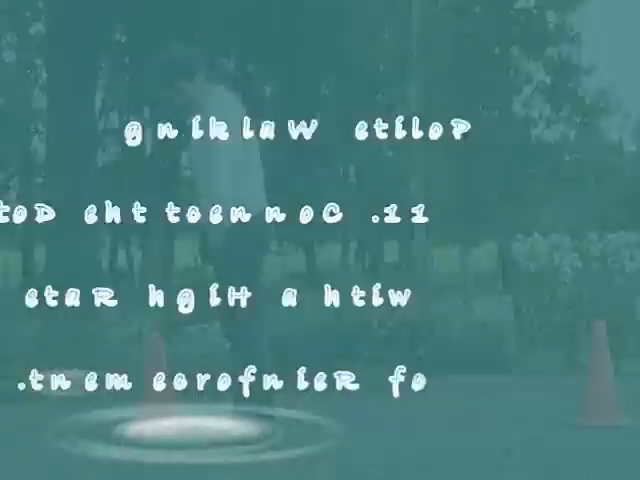 Polite Walking
11. Connect the Dot
with a High Rate
of Reinforcement.